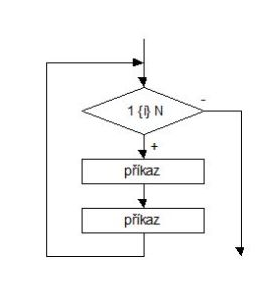 1 {i} N
-
+
příkaz
příkaz